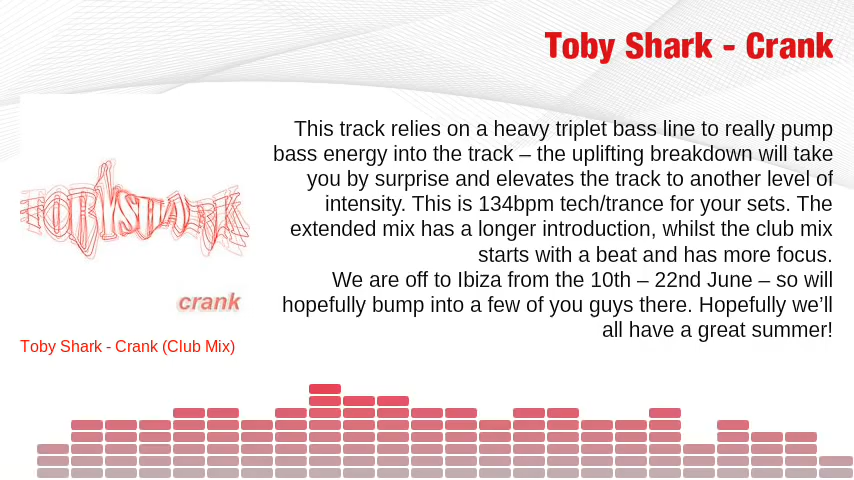 Toby Shark - Crank
This track relies on a heavy triplet bass line to really pump
bass energy into the track – the uplifting breakdown will take
you by surprise and elevates the track to another level of
intensity. This is 134bpm tech/trance for your sets. The
extended mix has a longer introduction, whilst the club mix
starts with a beat and has more focus.
We are off to Ibiza from the 10th – 22nd June – so will
hopefully bump into a few of you guys there. Hopefully we’ll
all have a great summer!
TOBYSHARK
crank
Toby Shark - Crank (Club Mix)